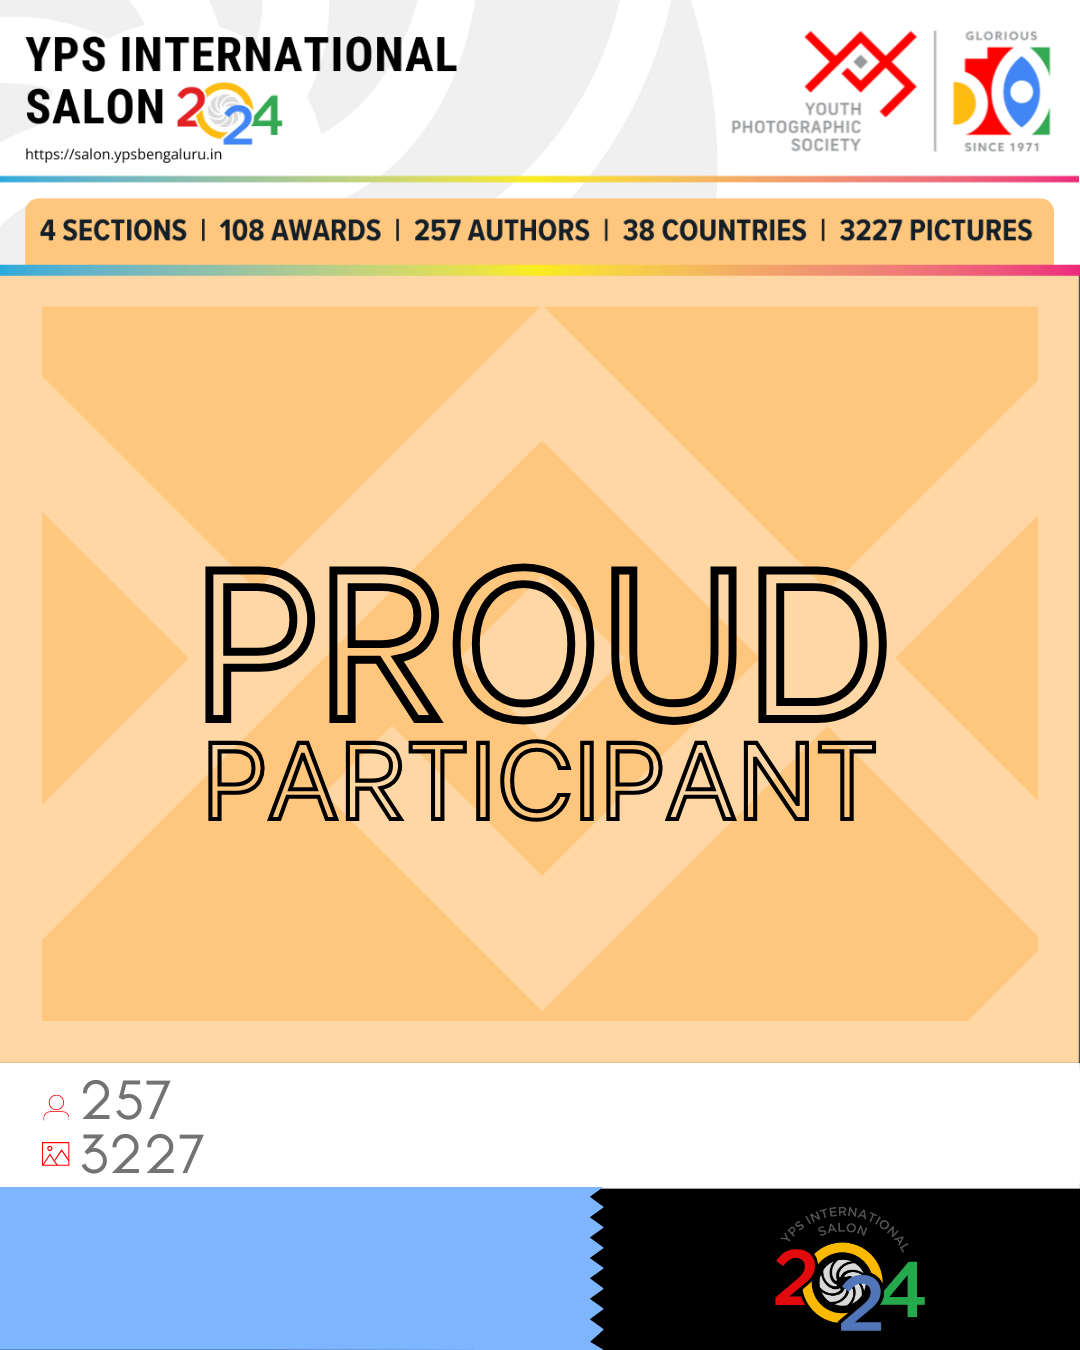 YPS INTERNATIONAL
SALON 2024
https://salon.ypsbengaluru.in
YOUTH
PHOTOGRAPHIC
SOCIETY
GLORIOUS
50
SINCE 1971
4 SECTIONS | 108 AWARDS | 257 AUTHORS | 38 COUNTRIES | 3227 PICTURES
PROUD
PARTICIPANT
257
3227
YPS INTERNATIONAL
SALON
2024